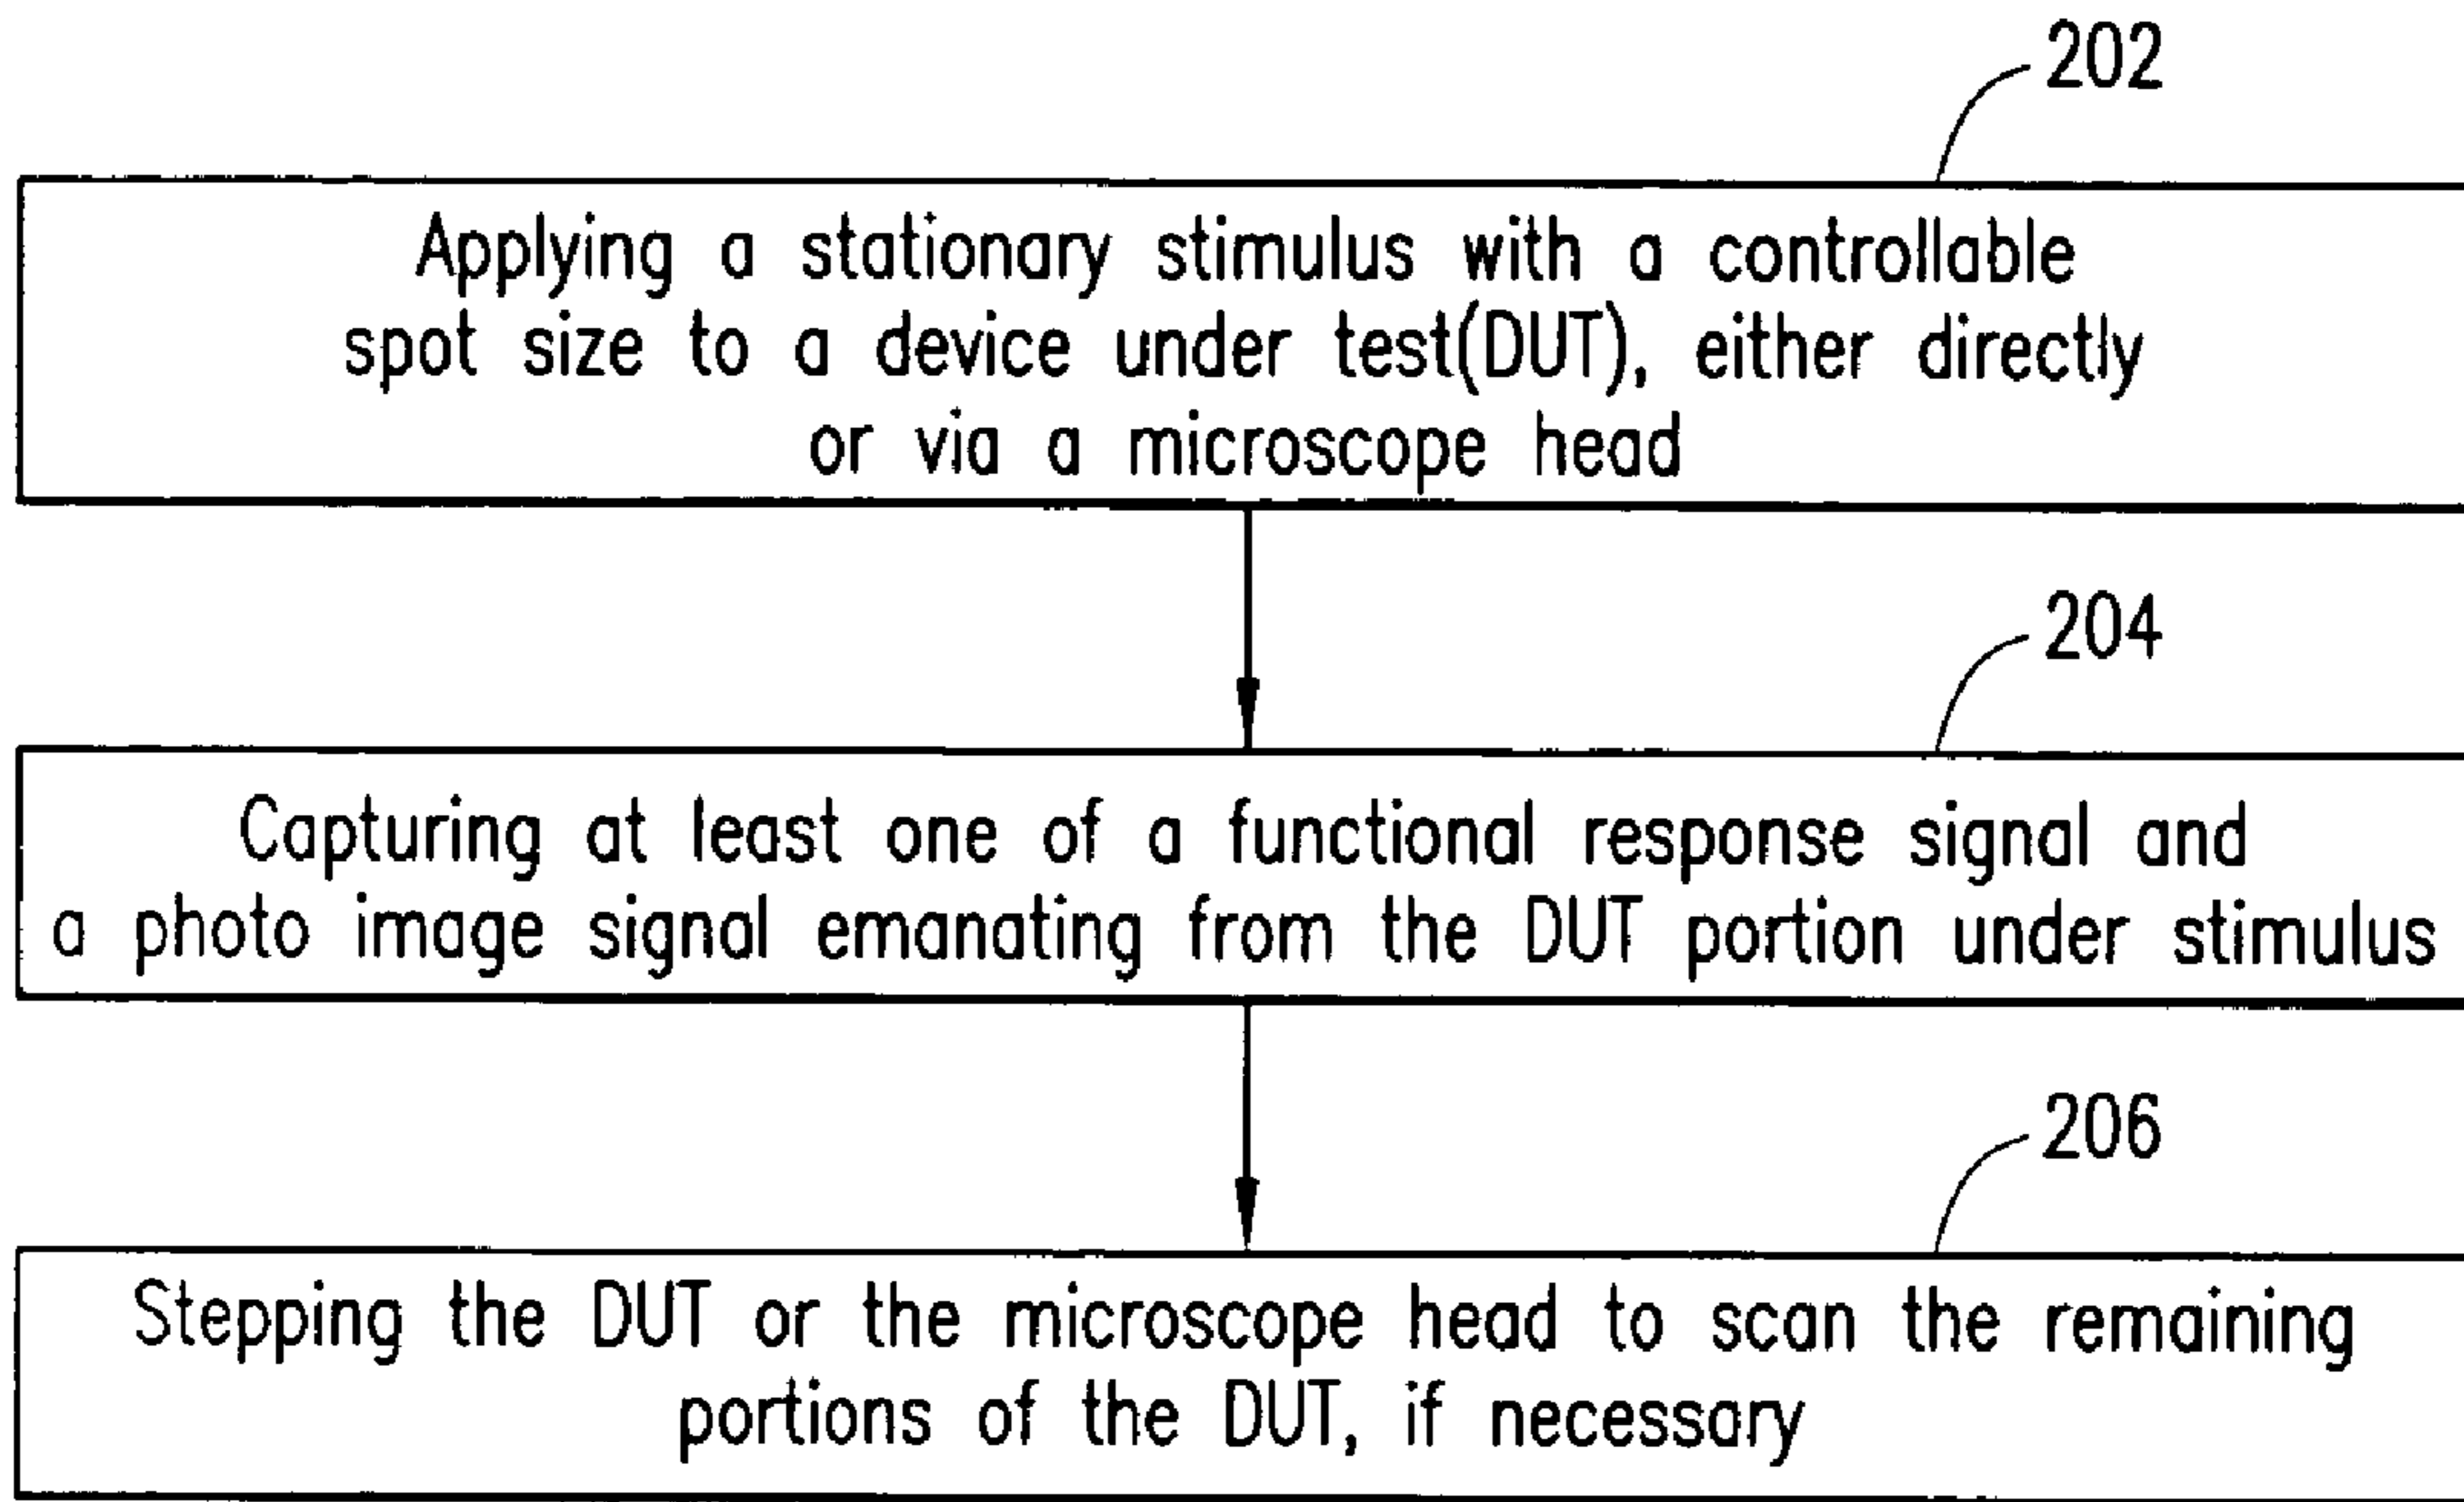 202
Applying a stationary stimulus with a controllable
spot size to a device under test(DUT), either directly
or via a microscope head
204
Capturing at least one of a functional response signal and
a photo image signal emanating from the DUT portion under stimulus
206
Stepping the DUT or the microscope head to scan the remaining
portions of the DUT, if necessary